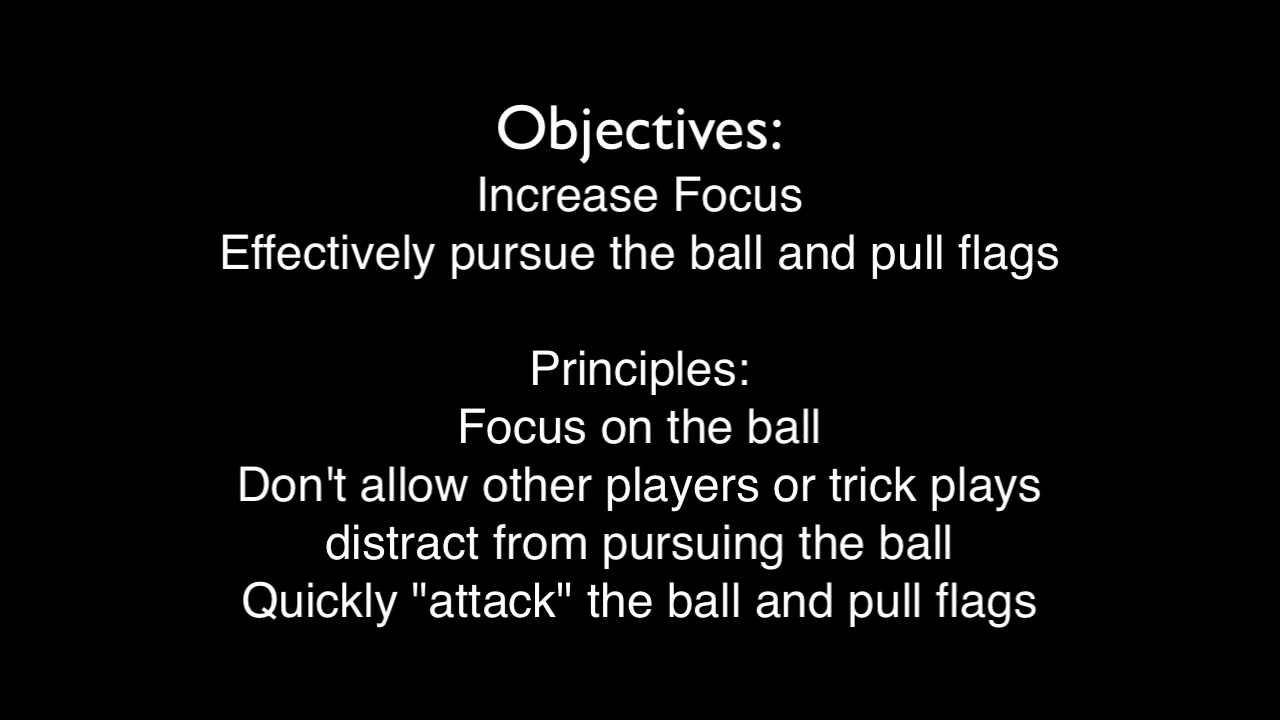 Objectives:
Increase Focus
Effectively pursue the ball and pull flags
Principles:
Focus on the ball
Don't allow other players or trick plays
distract from pursuing the ball
Quickly "attack" the ball and pull flags